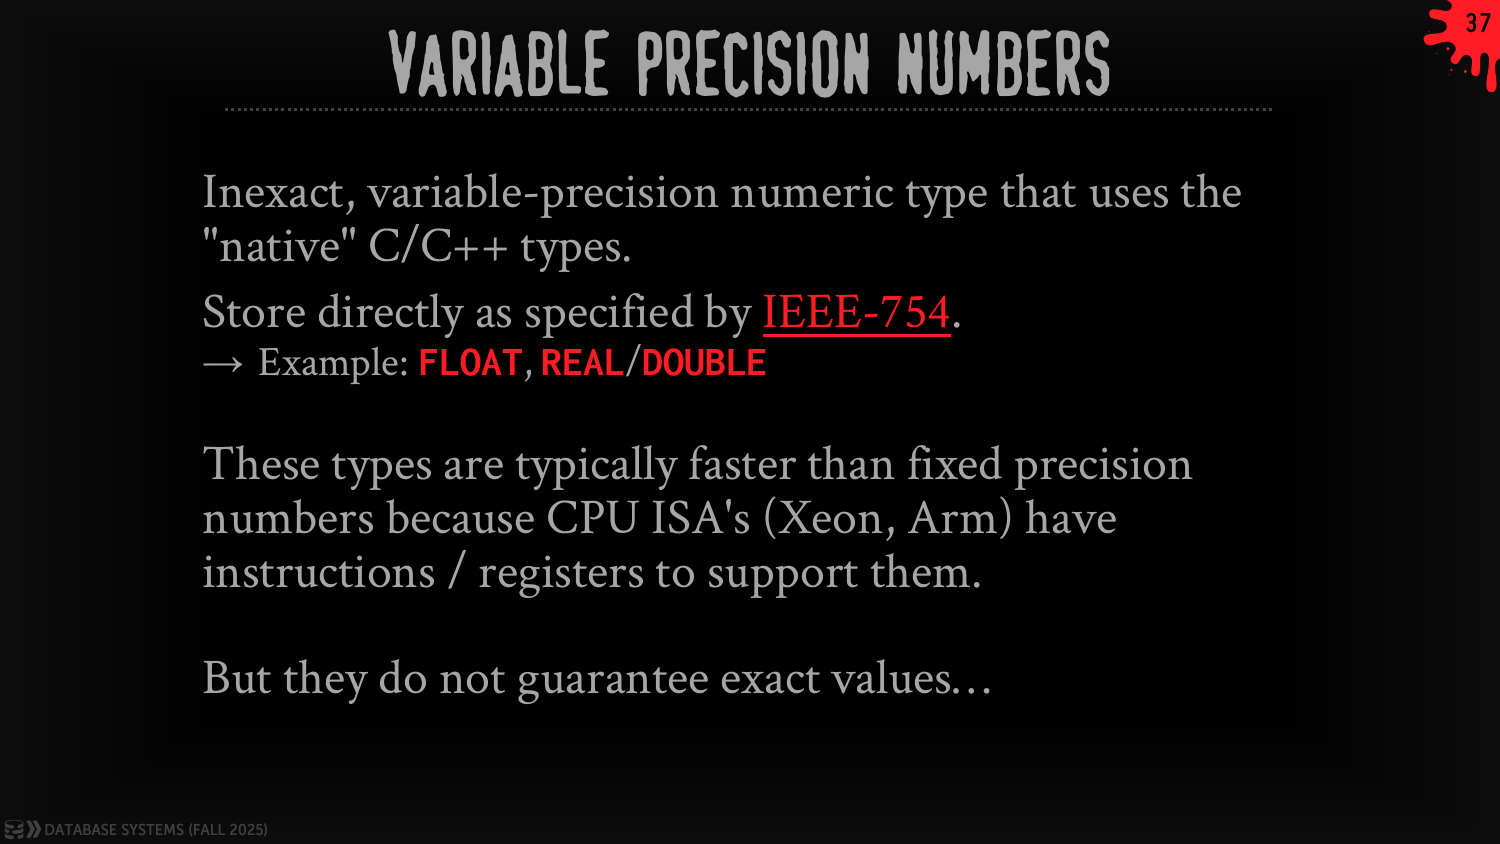 VARIABLE PRECISION NUMBERS
37
Inexact, variable-precision numeric type that uses the
"native" C/C++ types.
Store directly as specified by IEEE-754.
→ Example: FLOAT, REAL/DOUBLE
These types are typically faster than fixed precision
numbers because CPU ISA's (Xeon, Arm) have
instructions / registers to support them.
But they do not guarantee exact values…
DATABASE SYSTEMS (FALL 2025)